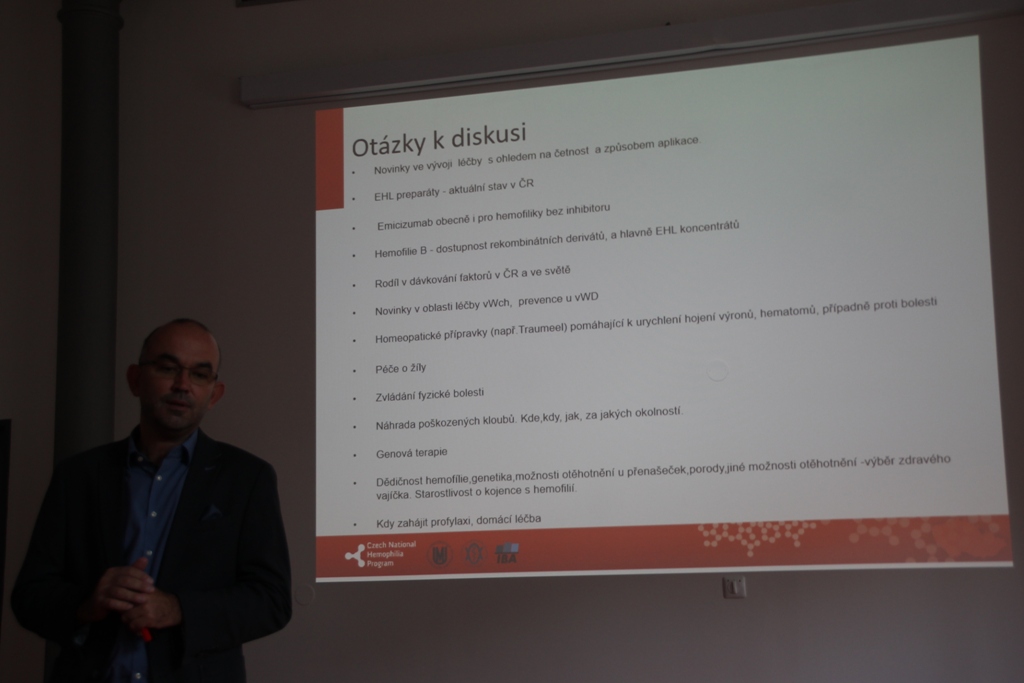 Otázky k diskusi
• Novinky ve vývoji léčby s ohledem na četnost a způsobem aplikace.
• EHL preparáty - aktuální stav v ČR
• Emicizumab obecně i pro hemofiliky bez inhibitoru
• Hemofilie B - dostupnost rekombinátních derivátů, a hlavně EHL koncentrátů
• Rodíl v dávkování faktorů v ČR a ve světě
• Novinky v oblasti léčby vWch, prevence u vWD
• Homeopatické přípravky (např.Traumeel) pomáhající k urychlení hojení výronů, hematomů, případně proti bolesti
• Péče o žíly
• Zvládání fyzické bolesti
• Náhrada poškozených kloubů. Kde,kdy, jak, za jakých okolností.
• Genová terapie
• Dědičnost hemofílie,genetika,možnosti otěhotnění u přenašeček,porody,jiné možnosti otěhotnění -výběr zdravého
vajíčka. Starostlivost o kojence s hemofilií.
• Kdy zahájit profylaxi, domácí léčba
Czech National
Hemophilia
Program